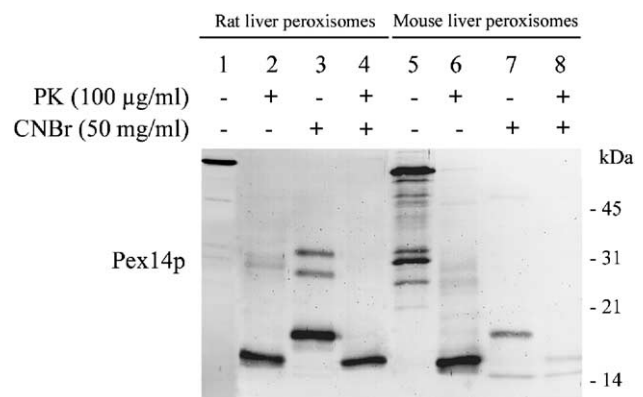 Rat liver peroxisomes Mouse liver peroxisomes
1 2 3 4 5 6 7 8
PK (100 µg/ml) - + - + - + - +
CNBr (50 mg/ml) - - + + - - + +
kDa
- 45
Pex14p - 31
- 21
- 14